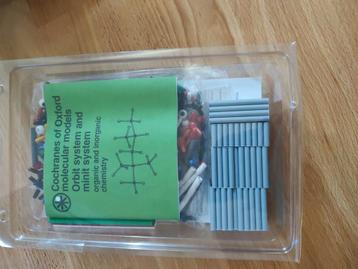 Cochranes of Oxford
molecular models
Orbit system and
minit system
organic and inorganic
chemistry